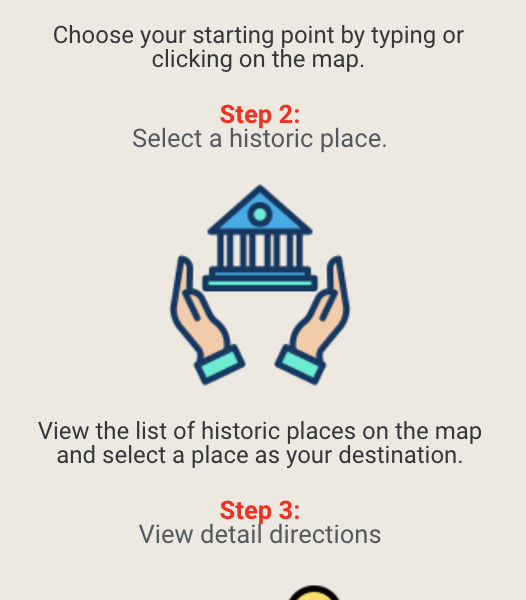 Choose your starting point by typing or
clicking on the map.
Step 2:
Select a historic place.
View the list of historic places on the map
and select a place as your destination.
Step 3:
View detail directions